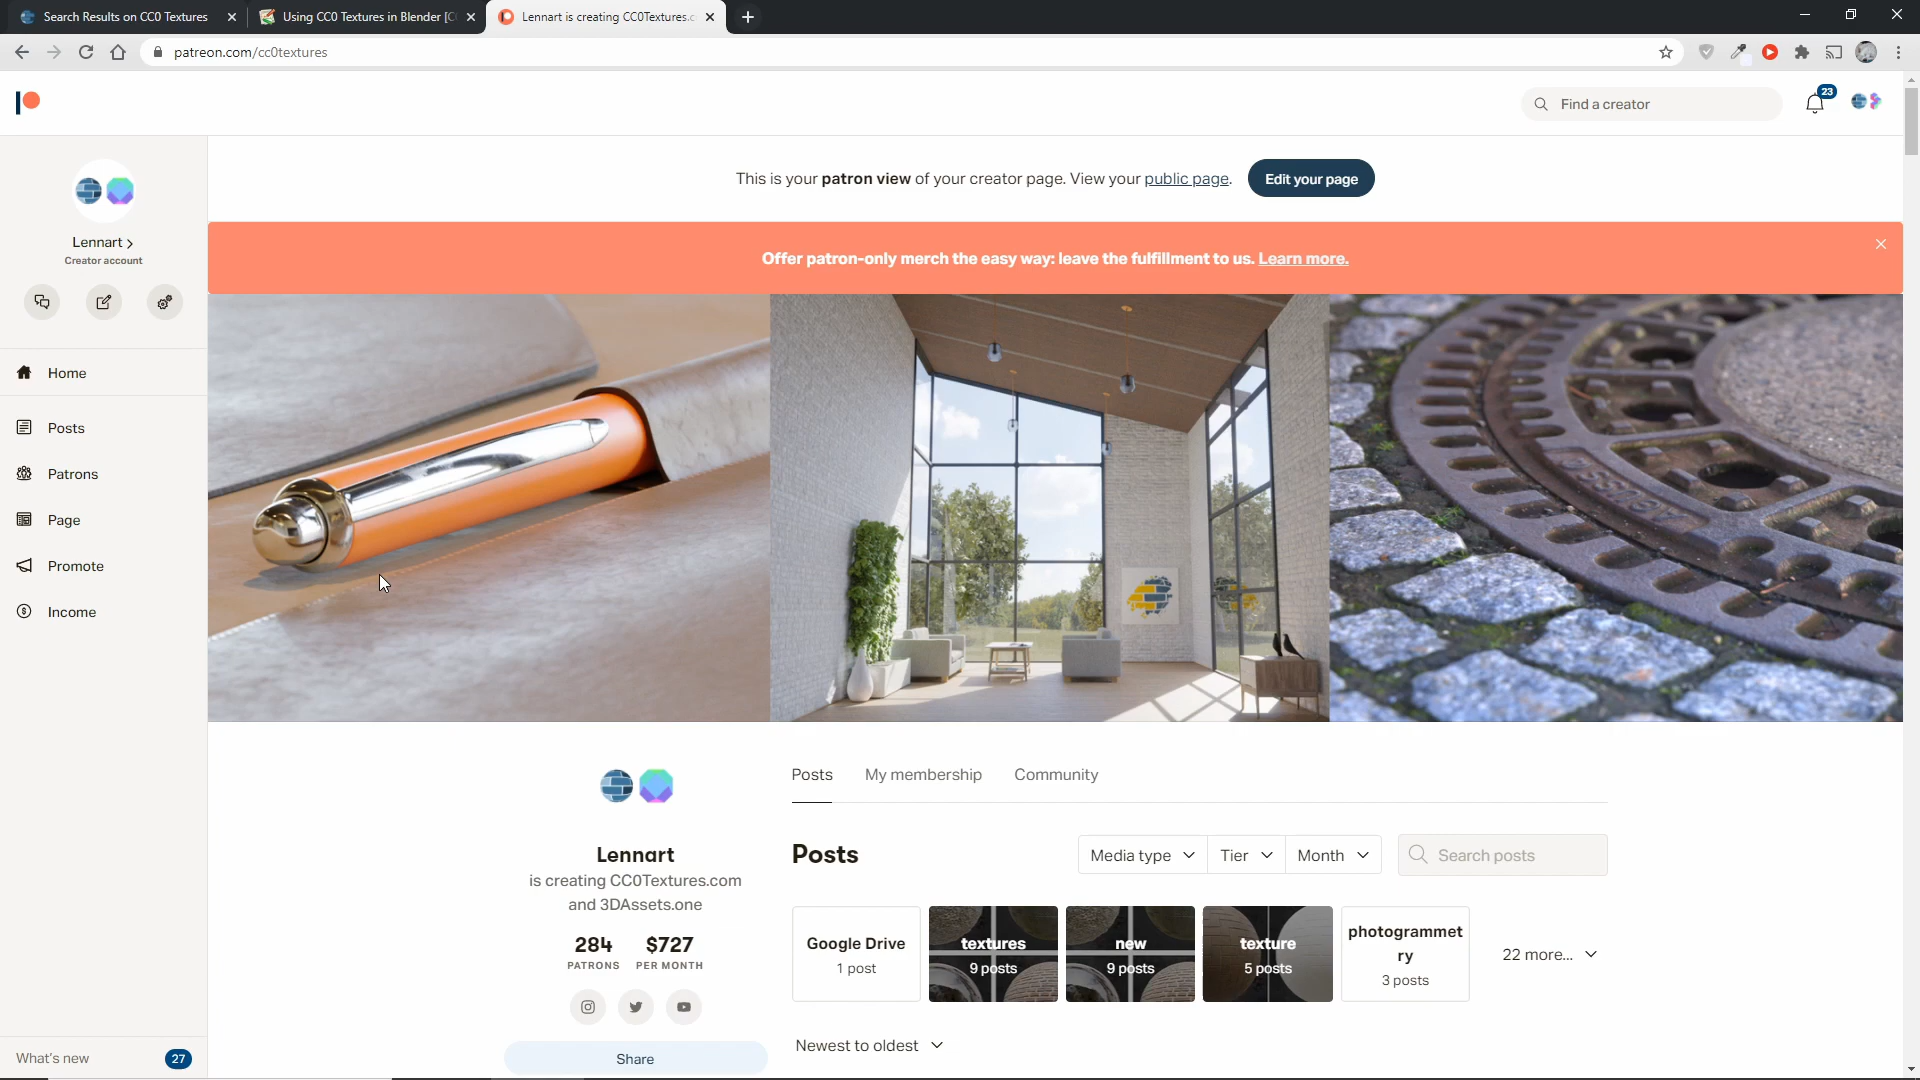 Search Results on CC0 Textures
Using CC0 Textures in Blender [C
Lennart is creating CC0Textures.c
patreon.com/cc0textures
Find a creator
23
This is your patron view of your creator page. View your public page.
Edit your page
Lennart
Creator account
Offer patron-only merch the easy way: leave the fulfillment to us. Learn more.
Home
Posts
Patrons
Page
Promote
Income
Posts
My membership
Community
Lennart
is creating CC0Textures.com
and 3DAssets.one
284
PATRONS
$727
PER MONTH
Share
Posts
Media type
Tier
Month
Search posts
Google Drive
1 post
textures
9 posts
new
9 posts
texture
5 posts
photogrammet
ry
3 posts
22 more...
Newest to oldest
What's new
27